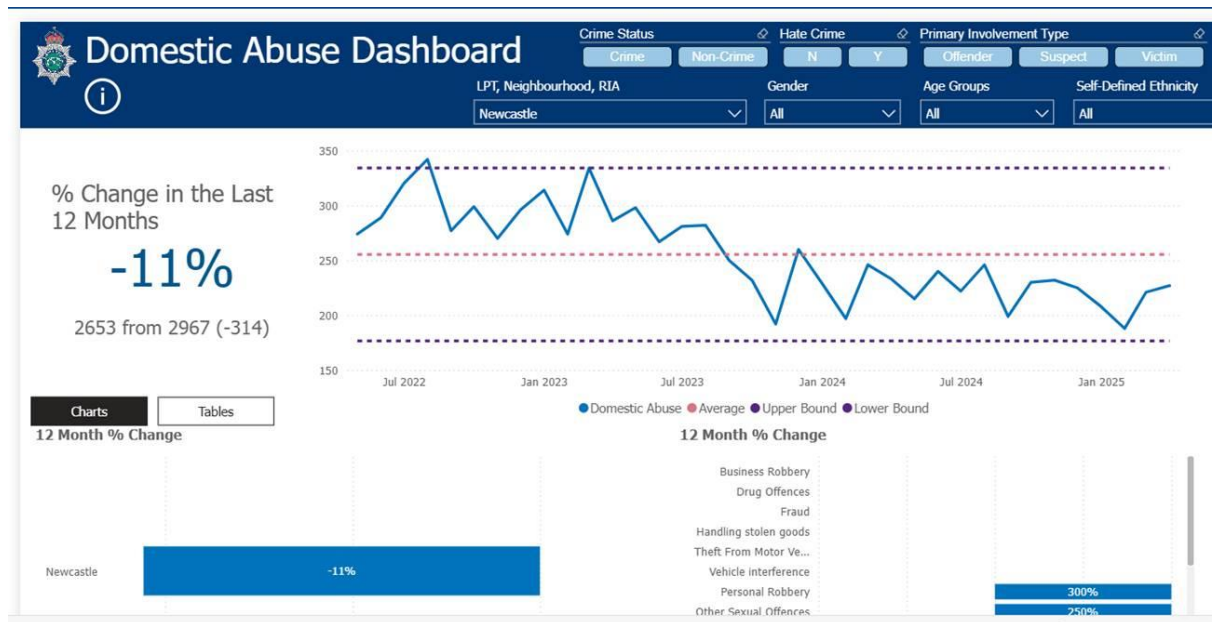 Domestic Abuse Dashboard
Crime Status
Crime Non-Crime
Hate Crime
N Y
Primary Involvement Type
Offender Suspect Victim
LPT, Neighbourhood, RIA
Newcastle
Gender
All
Age Groups
All
Self-Defined Ethnicity
All
% Change in the Last
12 Months
-11%
2653 from 2967 (-314)
350
300
250
200
150
Jul 2022 Jan 2023 Jul 2023 Jan 2024 Jul 2024 Jan 2025
Domestic Abuse Average Upper Bound Lower Bound
Charts Tables
12 Month % Change
Newcastle -11%
12 Month % Change
Business Robbery
Drug Offences
Fraud
Handling stolen goods
Theft From Motor Ve...
Vehicle interference
Personal Robbery 300%
Other Sexual Offences 250%